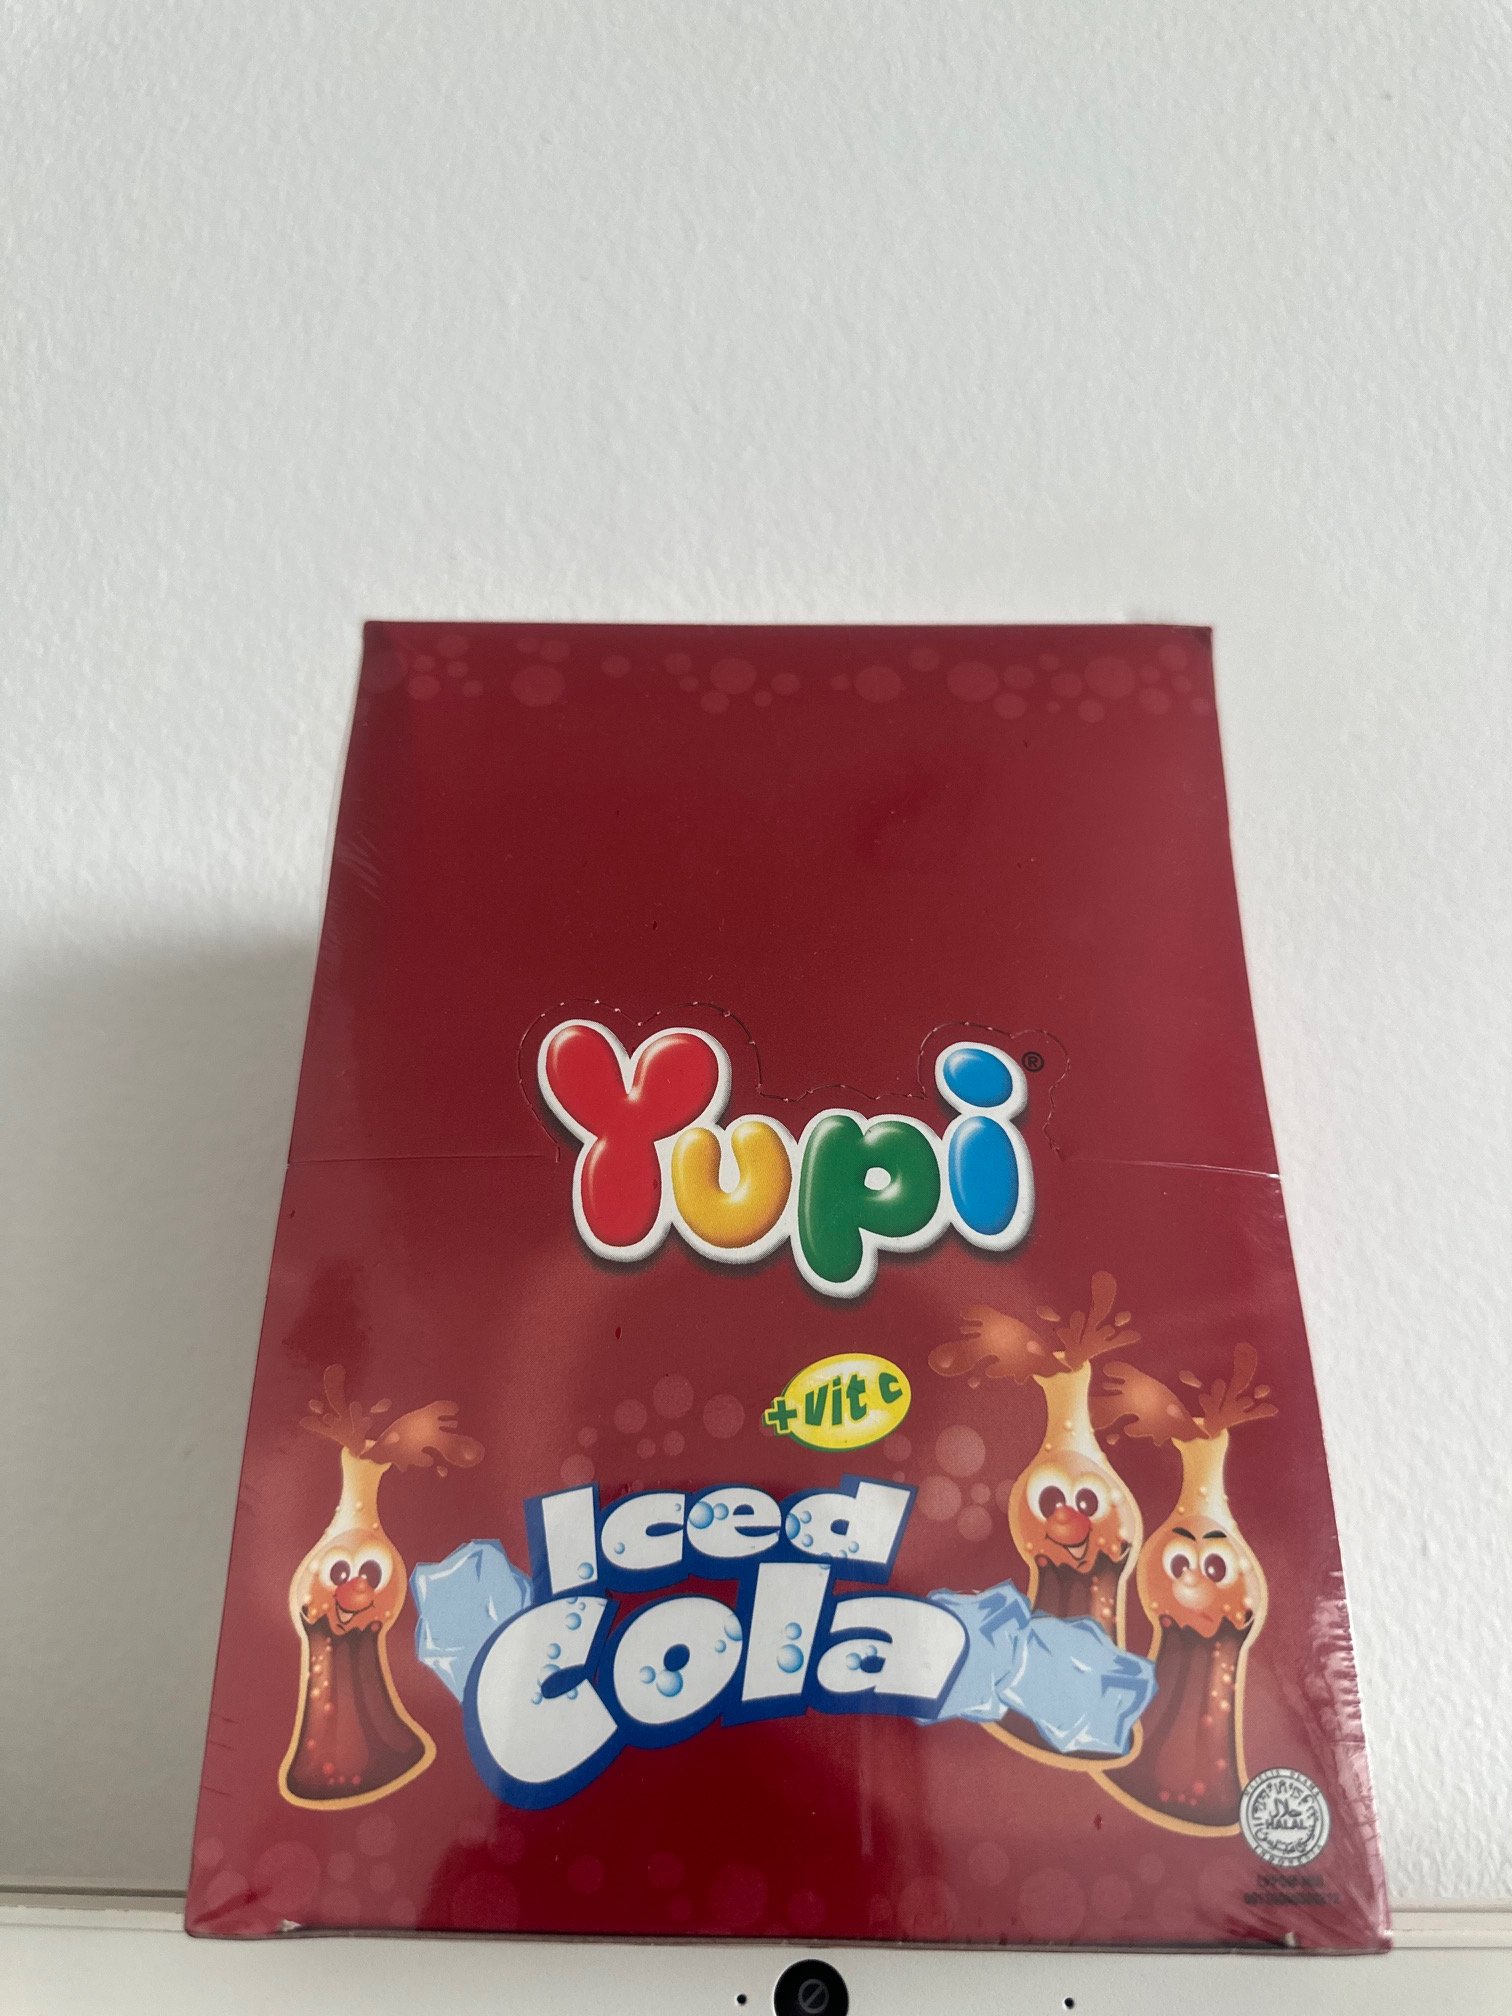 Yupi®
+Vit C
Iced
Cola
HALAL